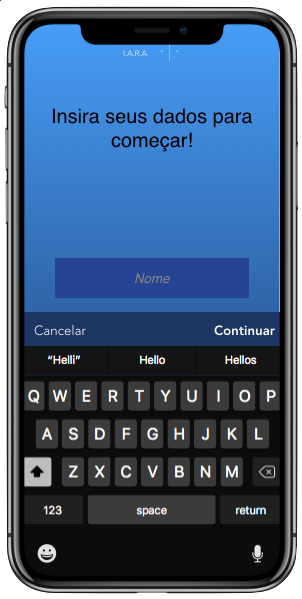 I.A.R.A " | "
Insira seus dados para
começar!
Nome
Cancelar Continuar
“Helli” Hello Hellos
Q W E R T Y U I O P
A S D F G H J K L
Z X C V B N M
123 space return